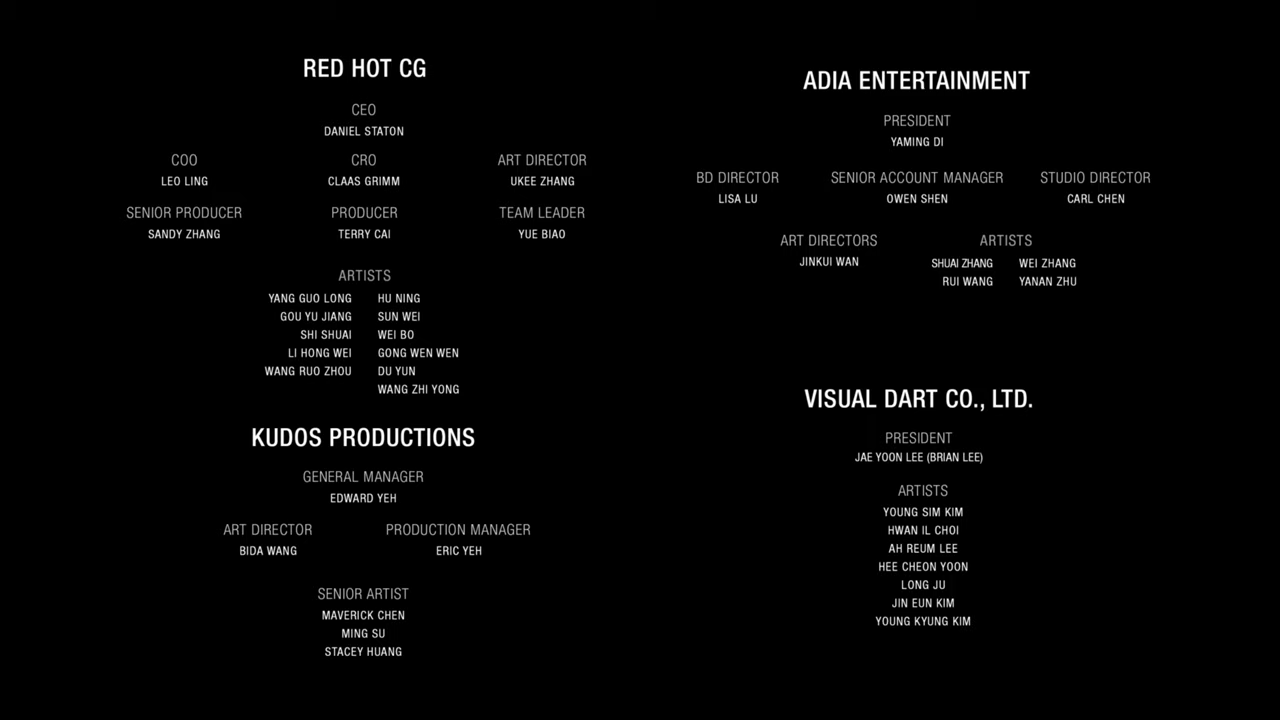 RED HOT CG
CEO
DANIEL STATON
COO CRO ART DIRECTOR
LEO LING CLAAS GRIMM UKEE ZHANG
SENIOR PRODUCER PRODUCER TEAM LEADER
SANDY ZHANG TERRY CAI YUE BIAO
ARTISTS
YANG GUO LONG HU NING
GOU YU JIANG SUN WEI
SHI SHUAI WEI BO
LI HONG WEI GONG WEN WEN
WANG RUO ZHOU DU YUN
WANG ZHI YONG
KUDOS PRODUCTIONS
GENERAL MANAGER
EDWARD YEH
ART DIRECTOR PRODUCTION MANAGER
BIDA WANG ERIC YEH
SENIOR ARTIST
MAVERICK CHEN
MING SU
STACEY HUANG
ADIA ENTERTAINMENT
PRESIDENT
YAMING DI
BD DIRECTOR SENIOR ACCOUNT MANAGER STUDIO DIRECTOR
LISA LU OWEN SHEN CARL CHEN
ART DIRECTORS ARTISTS
JINKUI WAN SHUAI ZHANG WEI ZHANG
RUI WANG YANAN ZHU
VISUAL DART CO., LTD.
PRESIDENT
JAE YOON LEE (BRIAN LEE)
ARTISTS
YOUNG SIM KIM
HWAN IL CHOI
AH REUM LEE
HEE CHEON YOON
LONG JU
JIN EUN KIM
YOUNG KYUNG KIM